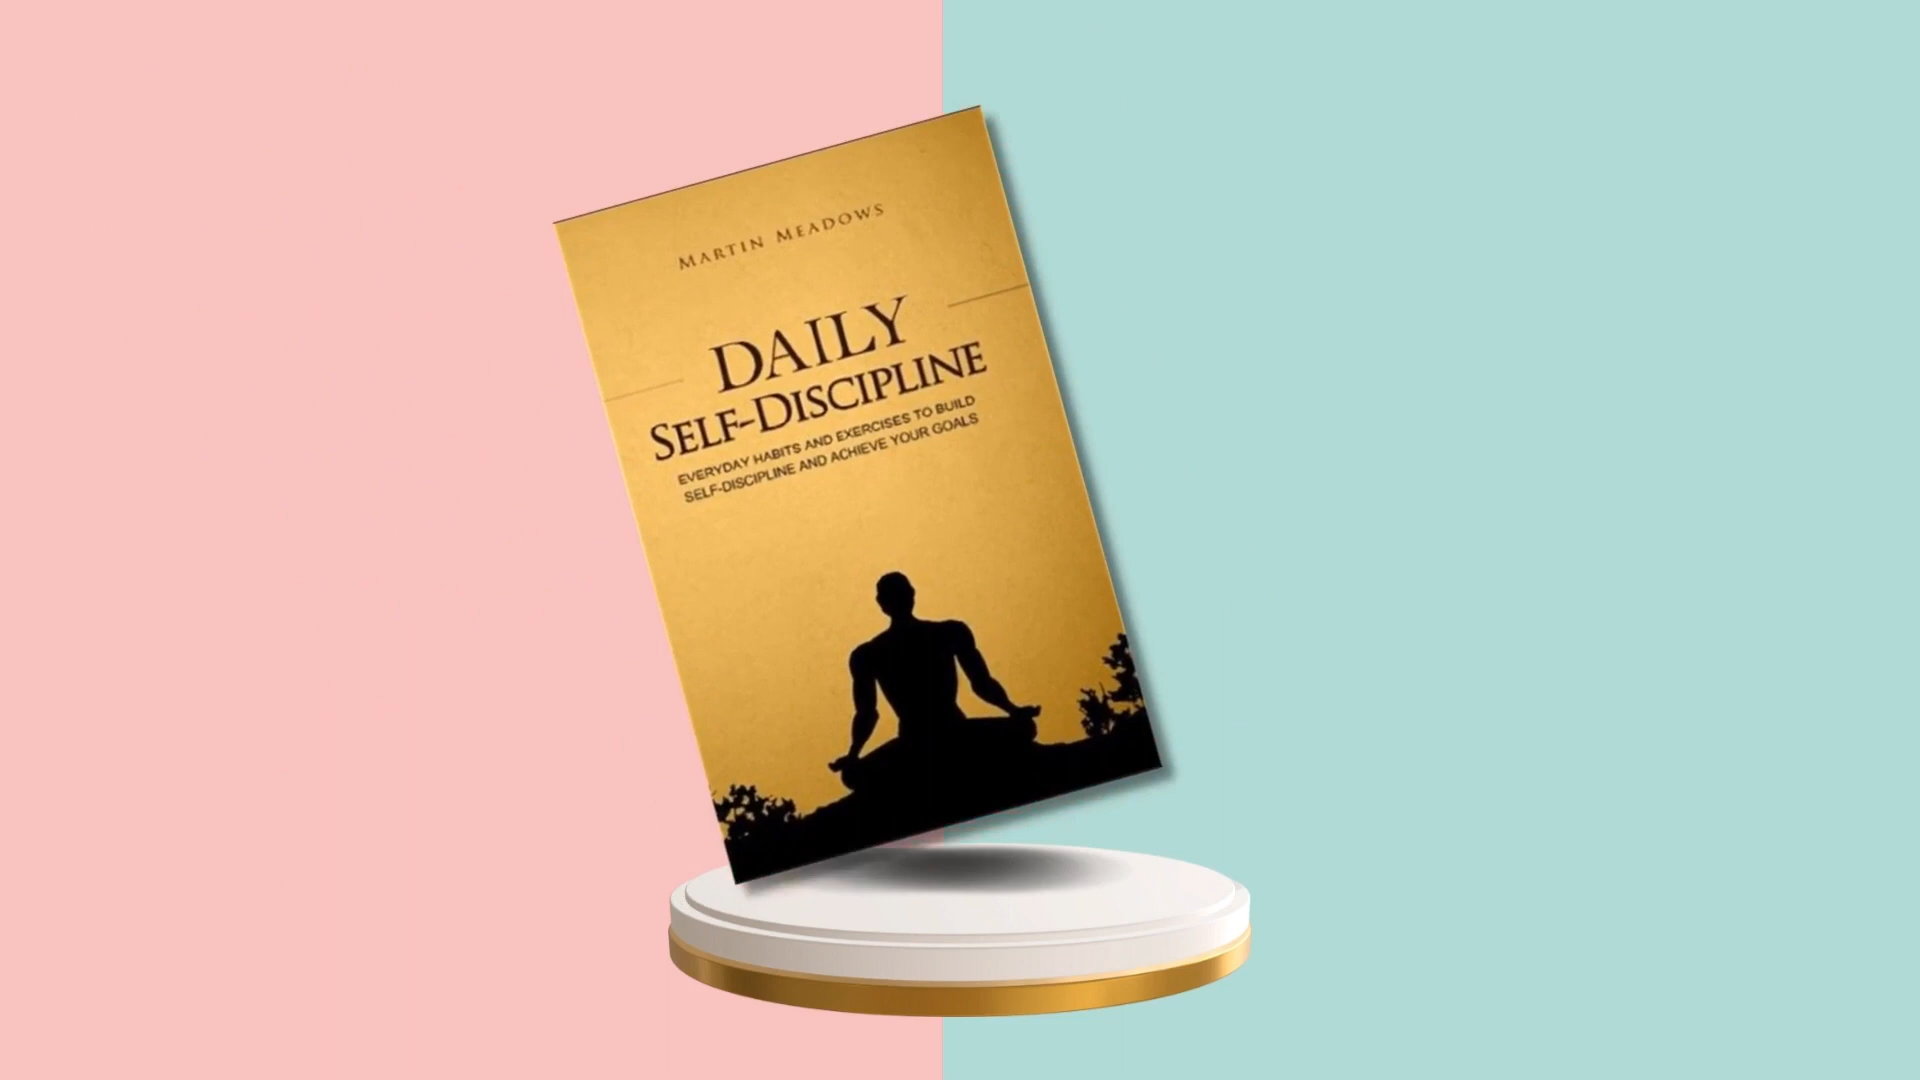 MARTIN MEADOWS
DAILY
SELF-DISCIPLINE
EVERYDAY HABITS AND EXERCISES TO BUILD
SELF-DISCIPLINE AND ACHIEVE YOUR GOALS